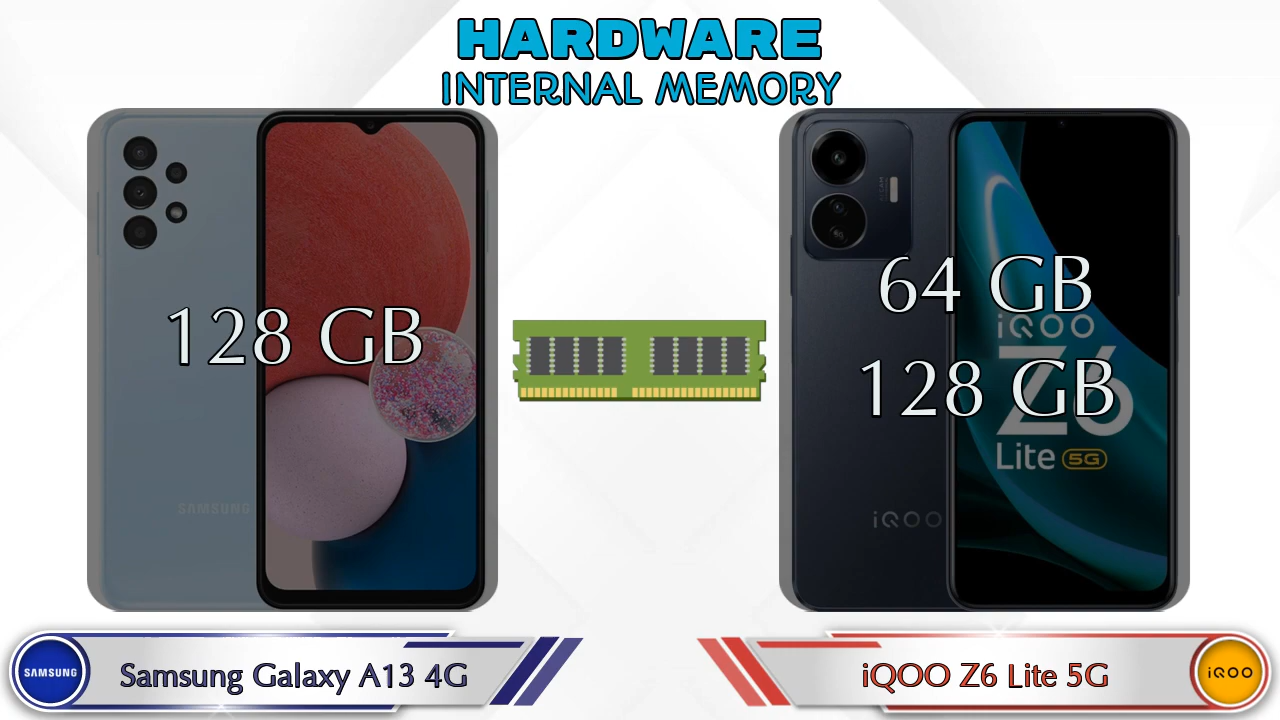 HARDWARE
INTERNAL MEMORY
128 GB
SAMSUNG
64 GB
128 GB
iQOO
Z6
Lite 5G
iQOO
SAMSUNG
Samsung Galaxy A13 4G
iQOO Z6 Lite 5G
iQOO